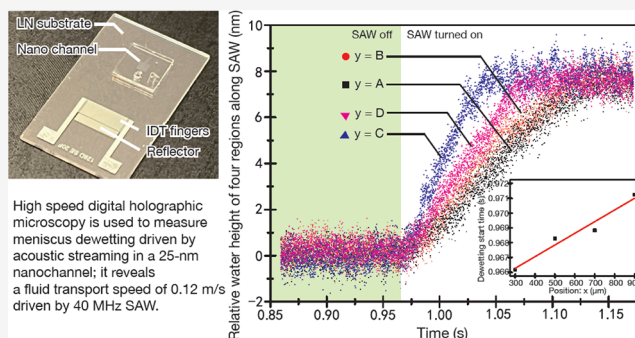 LN substrate
Nano channel
IDT fingers
Reflector
High speed digital holographic
microscopy is used to measure
meniscus dewetting driven by
acoustic streaming in a 25-nm
nanochannel; it reveals
a fluid transport speed of 0.12 m/s
driven by 40 MHz SAW.
Relative water height of four regions along SAW (nm)
10
8
6
4
2
0
−2
SAW off
SAW turned on
y = B
y = A
y = D
y = C
0.85
0.90
0.95
1.00
1.05
1.10
1.15
Time (s)
Dewetting start time (s)
0.972
0.971
0.970
0.969
0.968
0.967
0.966
300
400
500
600
700
800
Position: x (μm)